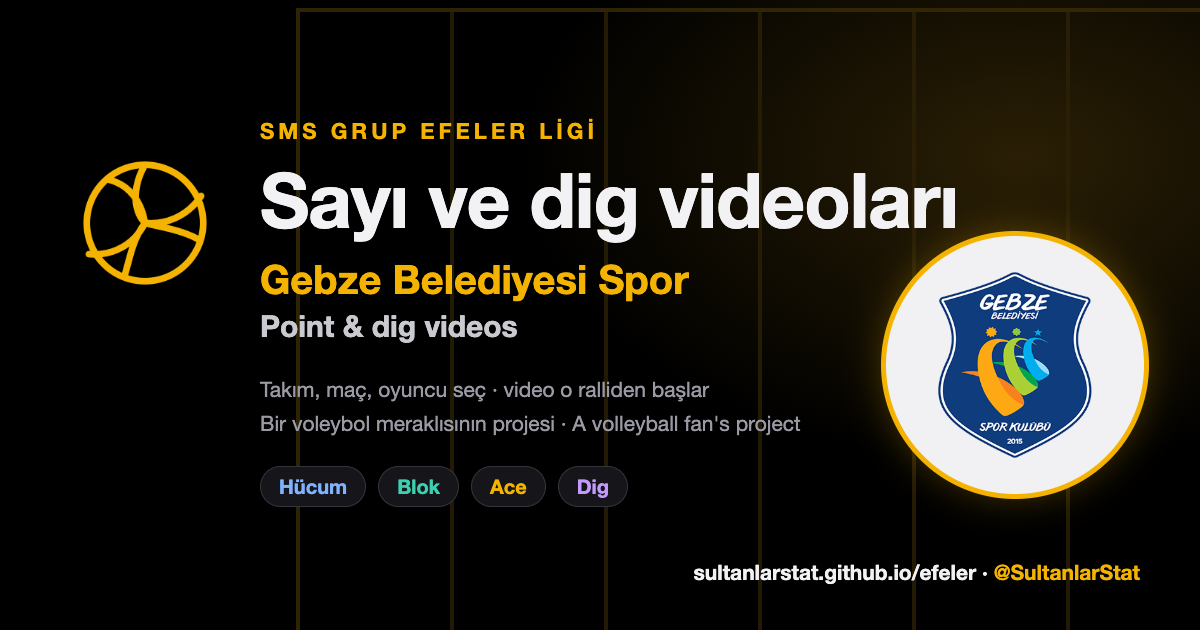 SMS GRUP EFELER LİGİ
Sayı ve dig videoları
Gebze Belediyesi Spor
Point & dig videos
Takım, maç, oyuncu seç · video o ralliden başlar
Bir voleybol meraklısının projesi · A volleyball fan's project
Hücum Blok Ace Dig
GEBZE
BELEDİYESİ
SPOR KULÜBÜ
2015
sultanlarstat.github.io/efeler · @SultanlarStat